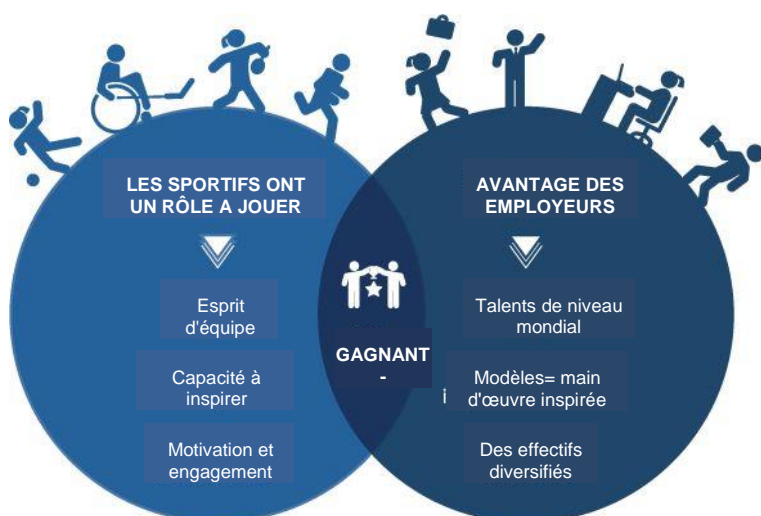 LES SPORTIFS ONT
UN RÔLE A JOUER
Esprit
d'équipe
Capacité à
inspirer
Motivation et
engagement
GAGNANT
-
AVANTAGE DES
EMPLOYEURS
Talents de niveau
mondial
Modèles= main
d'œuvre inspirée
Des effectifs
diversifiés